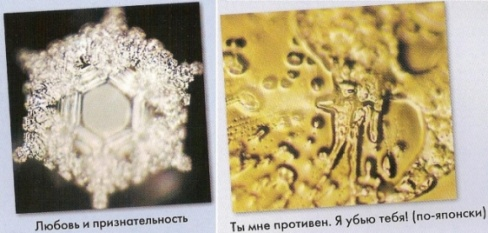 Любовь и признательность
Ты мне противен. Я убью тебя! (по-японски)